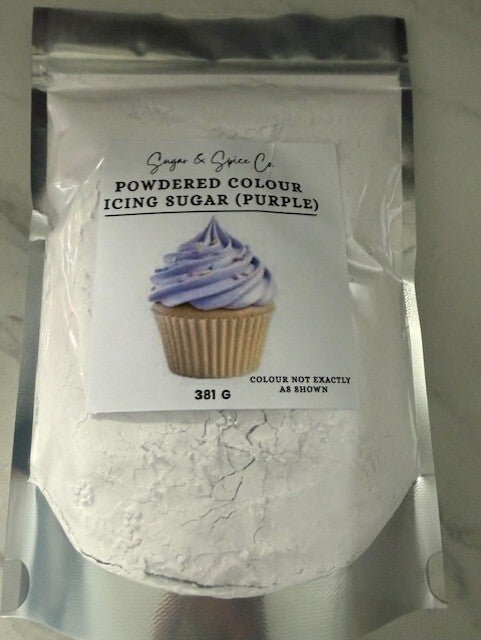 Sugar & Spice Co.
POWDERED COLOUR
ICING SUGAR (PURPLE)
COLOUR NOT EXACTLY
AS SHOWN
381 G